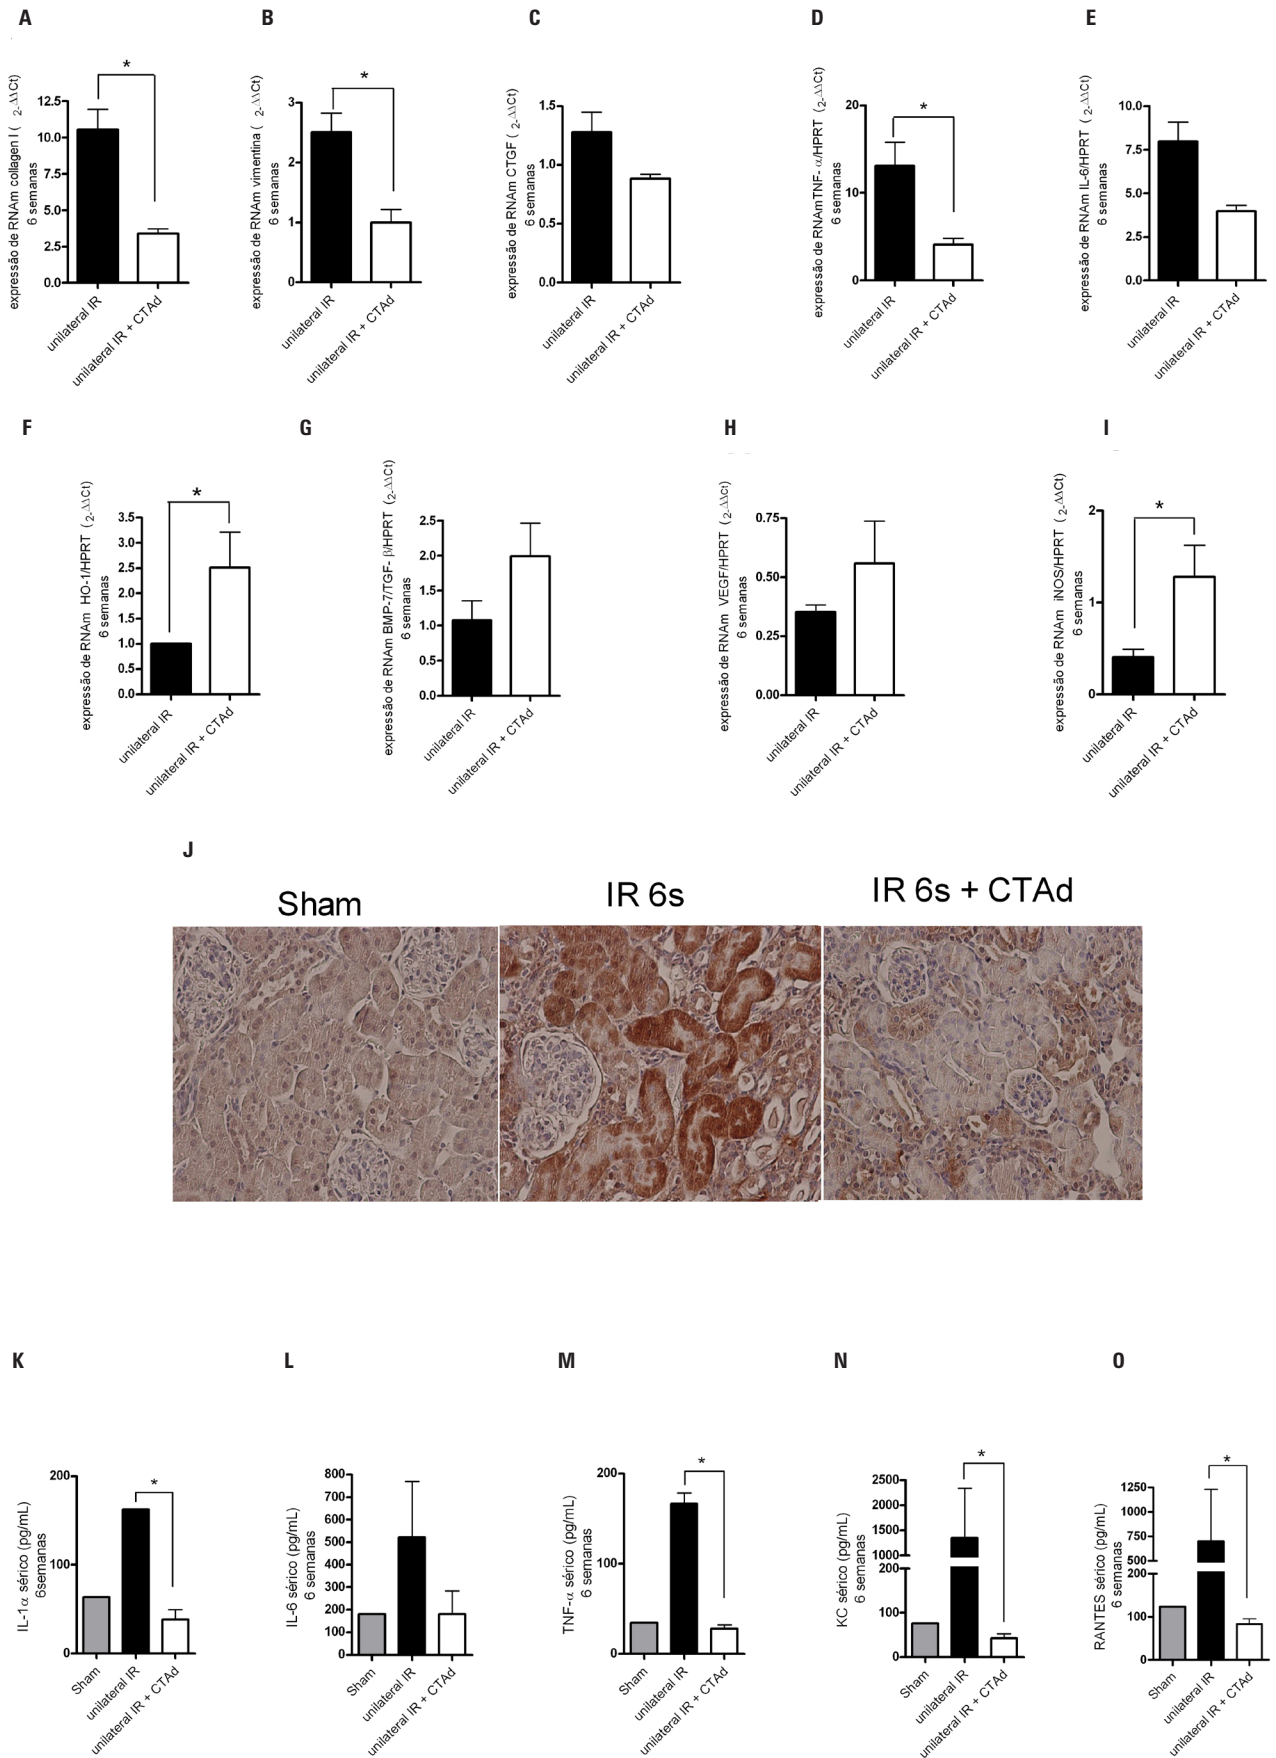 A
expressão de RNAm collagen I ( 2-ΔΔCt)
6 semanas
12.5
10.0
7.5
5.0
2.5
0.0
*
unilateral IR
unilateral IR + CTAd
B
expressão de RNAm vimentina ( 2-ΔΔCt)
6 semanas
3
2
1
0
*
unilateral IR
unilateral IR + CTAd
C
expressão de RNAm CTGF ( 2-ΔΔCt)
6 semanas
1.5
1.0
0.5
0.0
unilateral IR
unilateral IR + CTAd
D
expressão de RNAm TNF- α/HPRT ( 2-ΔΔCt)
6 semanas
20
10
0
*
unilateral IR
unilateral IR + CTAd
E
expressão de RNAm IL-6/HPRT ( 2-ΔΔCt)
6 semanas
10.0
7.5
5.0
2.5
0.0
unilateral IR
unilateral IR + CTAd
F
expressão de RNAm HO-1/HPRT ( 2-ΔΔCt)
6 semanas
3.5
3.0
2.5
2.0
1.5
1.0
0.5
0.0
*
unilateral IR
unilateral IR + CTAd
G
expressão de RNAm BMP-7/TGF- β/HPRT ( 2-ΔΔCt)
6 semanas
2.5
2.0
1.5
1.0
0.5
0.0
unilateral IR
unilateral IR + CTAd
H
expressão de RNAm VEGF/HPRT ( 2-ΔΔCt)
6 semanas
0.75
0.50
0.25
0.00
unilateral IR
unilateral IR + CTAd
I
expressão de RNAm iNOS/HPRT ( 2-ΔΔCt)
6 semanas
2
1
0
*
unilateral IR
unilateral IR + CTAd
J
Sham
IR 6s
IR 6s + CTAd
K
IL-1α sérico (pg/mL)
6semanas
200
100
0
*
Sham
unilateral IR
unilateral IR + CTAd
L
IL-6 sérico (pg/mL)
6 semanas
800
700
600
500
400
300
200
100
0
Sham
unilateral IR
unilateral IR + CTAd
M
TNF-α sérico (pg/mL)
6 semanas
200
100
0
*
Sham
unilateral IR
unilateral IR + CTAd
N
KC sérico (pg/mL)
6 semanas
2500
2000
1500
1000
200
100
0
*
Sham
unilateral IR
unilateral IR + CTAd
O
RANTES sérico (pg/mL)
6 semanas
1250
1000
750
500
200
100
0
*
Sham
unilateral IR
unilateral IR + CTAd